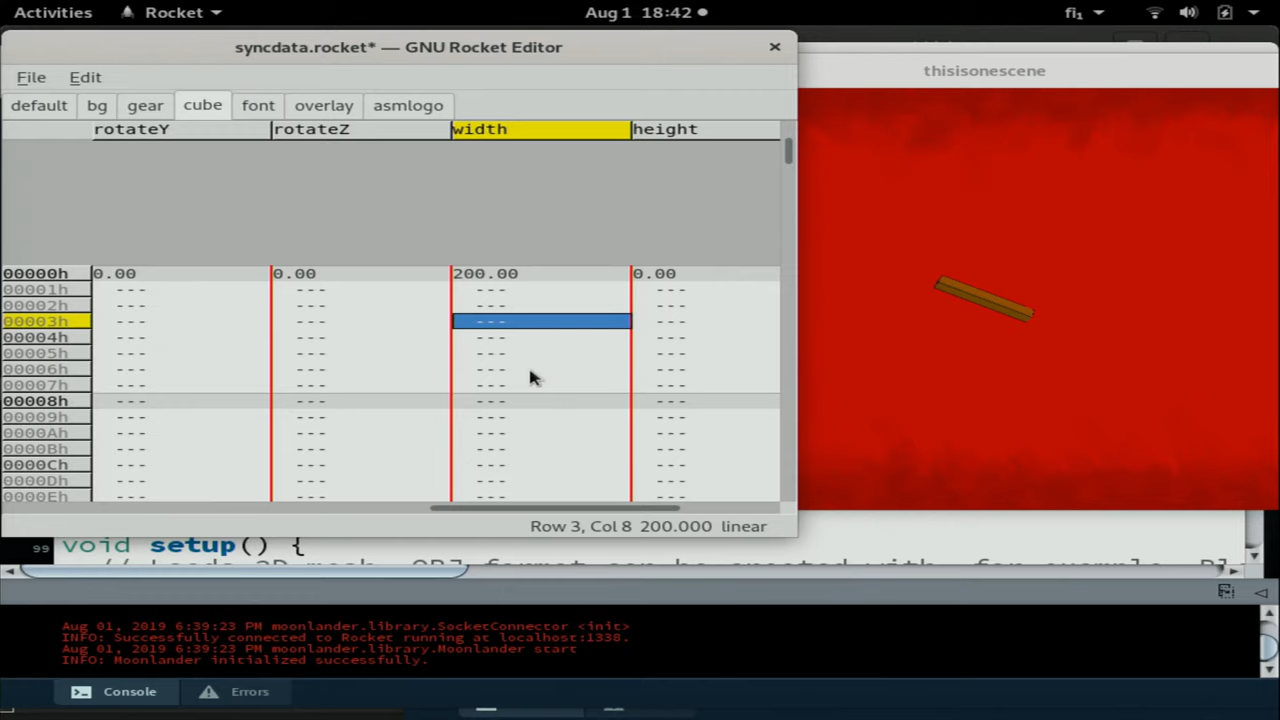 Activities Rocket Aug 1 18:42 fi₁
syncdata.rocket* — GNU Rocket Editor
thisisonescene
File Edit
default bg gear cube font overlay asmlogo
rotateY rotateZ width height
00000h 0.00 0.00 200.00 0.00
00001h --- --- --- ---
00002h --- --- --- ---
00003h --- --- --- ---
00004h --- --- --- ---
00005h --- --- --- ---
00006h --- --- --- ---
00007h --- --- --- ---
00008h --- --- --- ---
00009h --- --- --- ---
0000Ah --- --- --- ---
0000Bh --- --- --- ---
0000Ch --- --- --- ---
0000Dh --- --- --- ---
0000Eh --- --- --- ---
Row 3, Col 8 200.000 linear
99 void setup() {
Aug 01, 2019 6:39:23 PM moonlander.library.SocketConnector <init>
INFO: Successfully connected to Rocket running at localhost:1338.
Aug 01, 2019 6:39:23 PM moonlander.library.Moonlander start
INFO: Moonlander initialized successfully.
Console Errors